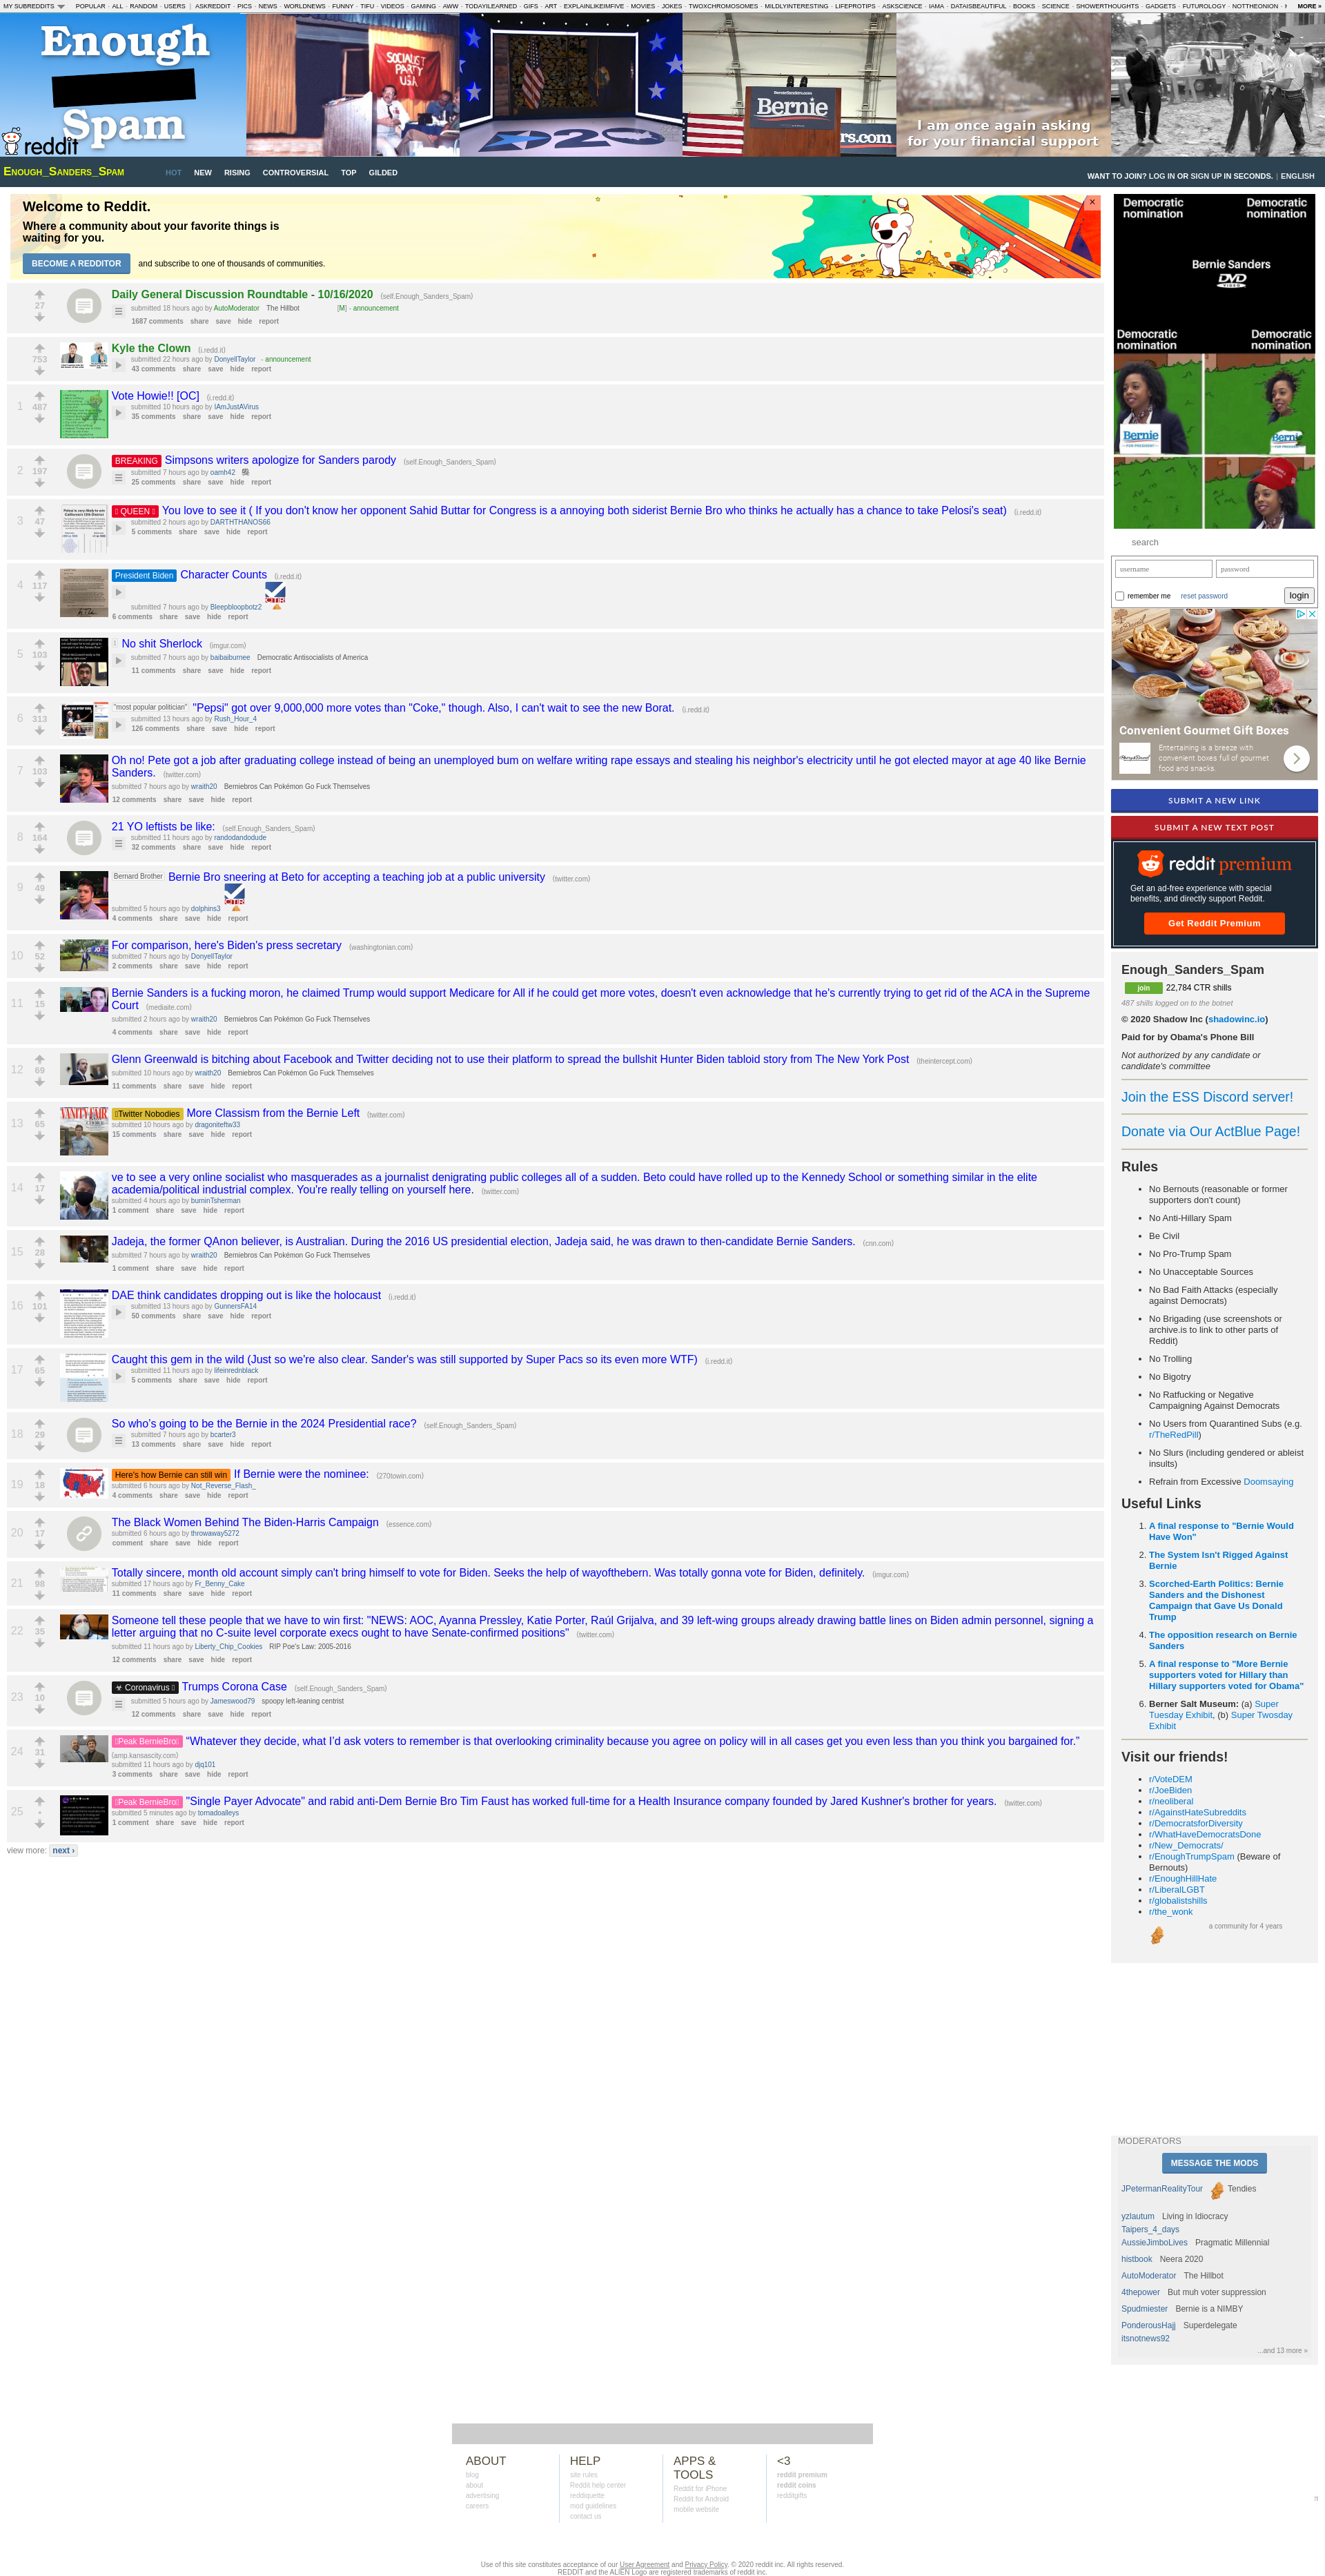 MY SUBREDDITS POPULAR - ALL - RANDOM - USERS | ASKREDDIT - PICS - NEWS - WORLDNEWS - FUNNY - TIFU - VIDEOS - GAMING - AWW - TODAYILEARNED - GIFS - ART - EXPLAINLIKEIMFIVE - MOVIES - JOKES - TWOXCHROMOSOMES - MILDLYINTERESTING - LIFEPROTIPS - ASKSCIENCE - IAMA - DATAISBEAUTIFUL - BOOKS - SCIENCE - SHOWERTHOUGHTS - GADGETS - FUTUROLOGY - NOTTHEONION MORE »
Enough
Spam
reddit
Bernie
rs.com
I am once again asking
for your financial support
Enough_Sanders_Spam
HOT NEW RISING CONTROVERSIAL TOP GILDED
WANT TO JOIN? LOG IN OR SIGN UP IN SECONDS. | ENGLISH
Welcome to Reddit.
Where a community about your favorite things is
waiting for you.
BECOME A REDDITOR and subscribe to one of thousands of communities.
27
Daily General Discussion Roundtable - 10/16/2020 (self.Enough_Sanders_Spam)
submitted 18 hours ago by AutoModerator The Hillbot [M] - announcement
1687 comments share save hide report
753
Kyle the Clown (i.redd.it)
submitted 22 hours ago by DonyellTaylor - announcement
43 comments share save hide report
1 487
Vote Howie!! [OC] (i.redd.it)
submitted 10 hours ago by IAmJustAVirus
35 comments share save hide report
2 197
BREAKING Simpsons writers apologize for Sanders parody (self.Enough_Sanders_Spam)
submitted 7 hours ago by oamh42
25 comments share save hide report
3 47
QUEEN You love to see it ( If you don't know her opponent Sahid Buttar for Congress is a annoying both siderist Bernie Bro who thinks he actually has a chance to take Pelosi's seat) (i.redd.it)
submitted 2 hours ago by DARTHTHANOS66
5 comments share save hide report
4 117
President Biden Character Counts (i.redd.it)
submitted 7 hours ago by Bleepbloopbotz2
6 comments share save hide report
5 103
No shit Sherlock (imgur.com)
submitted 7 hours ago by baibaiburnee Democratic Antisocialists of America
11 comments share save hide report
6 313
"most popular politician" "Pepsi" got over 9,000,000 more votes than "Coke," though. Also, I can't wait to see the new Borat. (i.redd.it)
submitted 13 hours ago by Rush_Hour_4
126 comments share save hide report
7 103
Oh no! Pete got a job after graduating college instead of being an unemployed bum on welfare writing rape essays and stealing his neighbor's electricity until he got elected mayor at age 40 like Bernie
Sanders. (twitter.com)
submitted 7 hours ago by wraith20 Berniebros Can Pokémon Go Fuck Themselves
12 comments share save hide report
8 164
21 YO leftists be like: (self.Enough_Sanders_Spam)
submitted 11 hours ago by randodandodude
32 comments share save hide report
9 49
Bernard Brother Bernie Bro sneering at Beto for accepting a teaching job at a public university (twitter.com)
submitted 5 hours ago by dolphins3
4 comments share save hide report
10 52
For comparison, here's Biden's press secretary (washingtonian.com)
submitted 7 hours ago by DonyellTaylor
2 comments share save hide report
11 15
Bernie Sanders is a fucking moron, he claimed Trump would support Medicare for All if he could get more votes, doesn't even acknowledge that he's currently trying to get rid of the ACA in the Supreme
Court (mediaite.com)
submitted 2 hours ago by wraith20 Berniebros Can Pokémon Go Fuck Themselves
4 comments share save hide report
12 69
Glenn Greenwald is bitching about Facebook and Twitter deciding not to use their platform to spread the bullshit Hunter Biden tabloid story from The New York Post (theintercept.com)
submitted 10 hours ago by wraith20 Berniebros Can Pokémon Go Fuck Themselves
11 comments share save hide report
13 65
Twitter Nobodies More Classism from the Bernie Left (twitter.com)
submitted 10 hours ago by dragoniteftw33
15 comments share save hide report
14 17
ve to see a very online socialist who masquerades as a journalist denigrating public colleges all of a sudden. Beto could have rolled up to the Kennedy School or something similar in the elite
academia/political industrial complex. You're really telling on yourself here. (twitter.com)
submitted 4 hours ago by burninTsherman
1 comment share save hide report
15 28
Jadeja, the former QAnon believer, is Australian. During the 2016 US presidential election, Jadeja said, he was drawn to then-candidate Bernie Sanders. (cnn.com)
submitted 7 hours ago by wraith20 Berniebros Can Pokémon Go Fuck Themselves
1 comment share save hide report
16 101
DAE think candidates dropping out is like the holocaust (i.redd.it)
submitted 13 hours ago by GunnersFA14
50 comments share save hide report
17 65
Caught this gem in the wild (Just so we're also clear. Sander's was still supported by Super Pacs so its even more WTF) (i.redd.it)
submitted 11 hours ago by lifeinrednblack
5 comments share save hide report
18 29
So who's going to be the Bernie in the 2024 Presidential race? (self.Enough_Sanders_Spam)
submitted 7 hours ago by bcarter3
13 comments share save hide report
19 18
Here's how Bernie can still win If Bernie were the nominee: (270towin.com)
submitted 6 hours ago by Not_Reverse_Flash_
4 comments share save hide report
20 17
The Black Women Behind The Biden-Harris Campaign (essence.com)
submitted 6 hours ago by throwaway5272
comment share save hide report
21 98
Totally sincere, month old account simply can't bring himself to vote for Biden. Seeks the help of wayofthebern. Was totally gonna vote for Biden, definitely. (imgur.com)
submitted 17 hours ago by Fr_Benny_Cake
11 comments share save hide report
22 35
Someone tell these people that we have to win first: "NEWS: AOC, Ayanna Pressley, Katie Porter, Raúl Grijalva, and 39 left-wing groups already drawing battle lines on Biden admin personnel, signing a
letter arguing that no C-suite level corporate execs ought to have Senate-confirmed positions" (twitter.com)
submitted 11 hours ago by Liberty_Chip_Cookies RIP Poe's Law: 2005-2016
12 comments share save hide report
23 10
☣ Coronavirus Trumps Corona Case (self.Enough_Sanders_Spam)
submitted 5 hours ago by Jameswood79 spoopy left-leaning centrist
12 comments share save hide report
24 31
Peak BernieBro “Whatever they decide, what I’d ask voters to remember is that overlooking criminality because you agree on policy will in all cases get you even less than you think you bargained for.”
(amp.kansascity.com)
submitted 11 hours ago by djq101
3 comments share save hide report
25 •
Peak BernieBro "Single Payer Advocate" and rabid anti-Dem Bernie Bro Tim Faust has worked full-time for a Health Insurance company founded by Jared Kushner's brother for years. (twitter.com)
submitted 5 minutes ago by tornadoalleys
1 comment share save hide report
view more: next ›
Democratic nomination
Democratic nomination
Bernie Sanders
DVD VIDEO
Democratic nomination
Democratic nomination
Bernie
search
username password
remember me reset password login
Convenient Gourmet Gift Boxes
Entertaining is a breeze with
convenient boxes full of gourmet
food and snacks.
SUBMIT A NEW LINK
SUBMIT A NEW TEXT POST
reddit premium
Get an ad-free experience with special
benefits, and directly support Reddit.
Get Reddit Premium
Enough_Sanders_Spam
join 22,784 CTR shills
487 shills logged on to the botnet
© 2020 Shadow Inc (shadowinc.io)
Paid for by Obama's Phone Bill
Not authorized by any candidate or
candidate's committee
Join the ESS Discord server!
Donate via Our ActBlue Page!
Rules
No Bernouts (reasonable or former
supporters don't count)
No Anti-Hillary Spam
Be Civil
No Pro-Trump Spam
No Unacceptable Sources
No Bad Faith Attacks (especially
against Democrats)
No Brigading (use screenshots or
archive.is to link to other parts of
Reddit)
No Trolling
No Bigotry
No Ratfucking or Negative
Campaigning Against Democrats
No Users from Quarantined Subs (e.g.
r/TheRedPill)
No Slurs (including gendered or ableist
insults)
Refrain from Excessive Doomsaying
Useful Links
1. A final response to "Bernie Would
Have Won"
2. The System Isn't Rigged Against
Bernie
3. Scorched-Earth Politics: Bernie
Sanders and the Dishonest
Campaign that Gave Us Donald
Trump
4. The opposition research on Bernie
Sanders
5. A final response to "More Bernie
supporters voted for Hillary than
Hillary supporters voted for Obama"
6. Berner Salt Museum: (a) Super
Tuesday Exhibit, (b) Super Twosday
Exhibit
Visit our friends!
r/VoteDEM
r/JoeBiden
r/neoliberal
r/AgainstHateSubreddits
r/DemocratsforDiversity
r/WhatHaveDemocratsDone
r/New_Democrats/
r/EnoughTrumpSpam (Beware of
Bernouts)
r/EnoughHillHate
r/LiberalLGBT
r/globalistshills
r/the_wonk
a community for 4 years
MODERATORS
MESSAGE THE MODS
JPetermanRealityTour Tendies
yzlautum Living in Idiocracy
Taipers_4_days
AussieJimboLives Pragmatic Millennial
histbook Neera 2020
AutoModerator The Hillbot
4thepower But muh voter suppression
Spudmiester Bernie is a NIMBY
PonderousHajj Superdelegate
itsnotnews92
...and 13 more »
ABOUT
blog
about
advertising
careers
HELP
site rules
Reddit help center
reddiquette
mod guidelines
contact us
APPS &
TOOLS
Reddit for iPhone
Reddit for Android
mobile website
<3
reddit premium
reddit coins
redditgifts
Use of this site constitutes acceptance of our User Agreement and Privacy Policy. © 2020 reddit inc. All rights reserved.
REDDIT and the ALIEN Logo are registered trademarks of reddit inc.
π